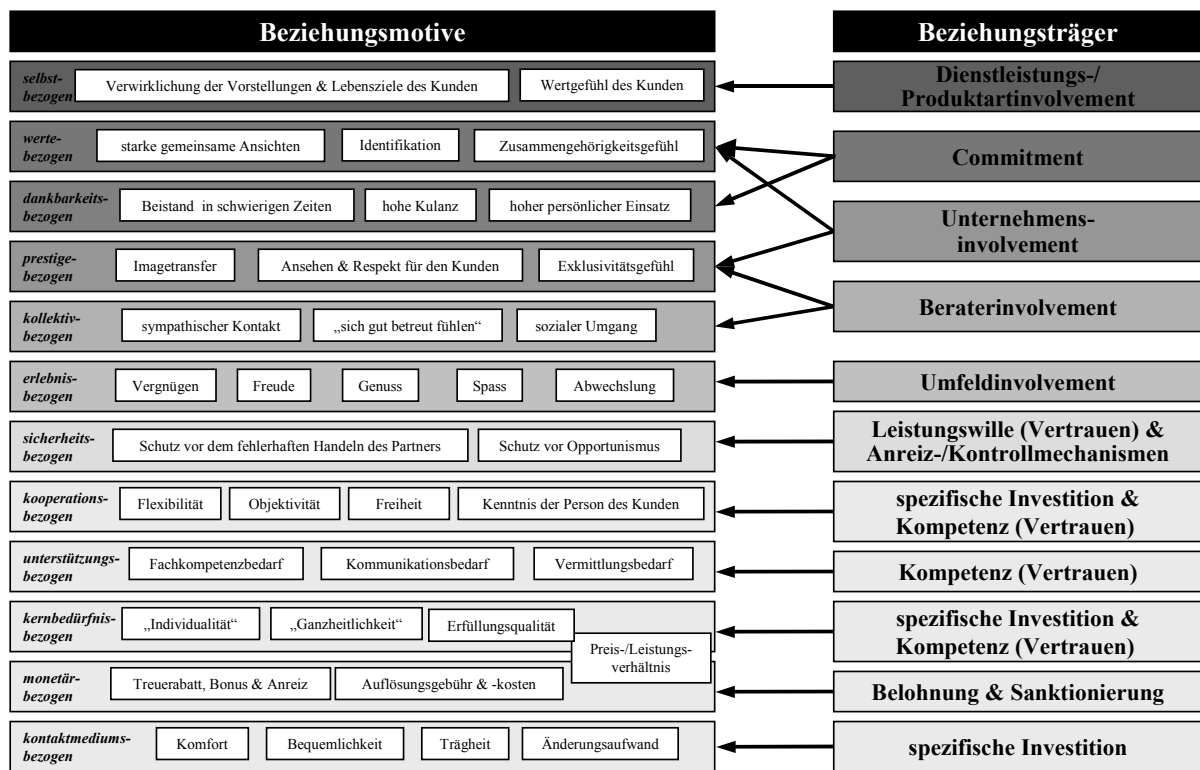 Beziehungsmotive
Beziehungsträger
selbst-
bezogen
Verwirklichung der Vorstellungen & Lebensziele des Kunden
Wertgefühl des Kunden
Dienstleistungs-/
Produktartinvolvement
werte-
bezogen
starke gemeinsame Ansichten
Identifikation
Zusammengehörigkeitsgefühl
Commitment
dankbarkeits-
bezogen
Beistand in schwierigen Zeiten
hohe Kulanz
hoher persönlicher Einsatz
Unternehmens-
involvement
prestige-
bezogen
Imagetransfer
Ansehen & Respekt für den Kunden
Exklusivitätsgefühl
Beraterinvolvement
kollektiv-
bezogen
sympathischer Kontakt
„sich gut betreut fühlen“
sozialer Umgang
erlebnis-
bezogen
Vergnügen
Freude
Genuss
Spass
Abwechslung
Umfeldinvolvement
sicherheits-
bezogen
Schutz vor dem fehlerhaften Handeln des Partners
Schutz vor Opportunismus
Leistungswille (Vertrauen) &
Anreiz-/Kontrollmechanismen
kooperations-
bezogen
Flexibilität
Objektivität
Freiheit
Kenntnis der Person des Kunden
spezifische Investition &
Kompetenz (Vertrauen)
unterstützungs-
bezogen
Fachkompetenzbedarf
Kommunikationsbedarf
Vermittlungsbedarf
Kompetenz (Vertrauen)
kernbedürfnis-
bezogen
„Individualität“
„Ganzheitlichkeit“
Erfüllungsqualität
Preis-/Leistungs-
verhältnis
spezifische Investition &
Kompetenz (Vertrauen)
monetär-
bezogen
Treuerabatt, Bonus & Anreiz
Auflösungsgebühr & -kosten
Belohnung & Sanktionierung
kontaktmediums-
bezogen
Komfort
Bequemlichkeit
Trägheit
Änderungsaufwand
spezifische Investition